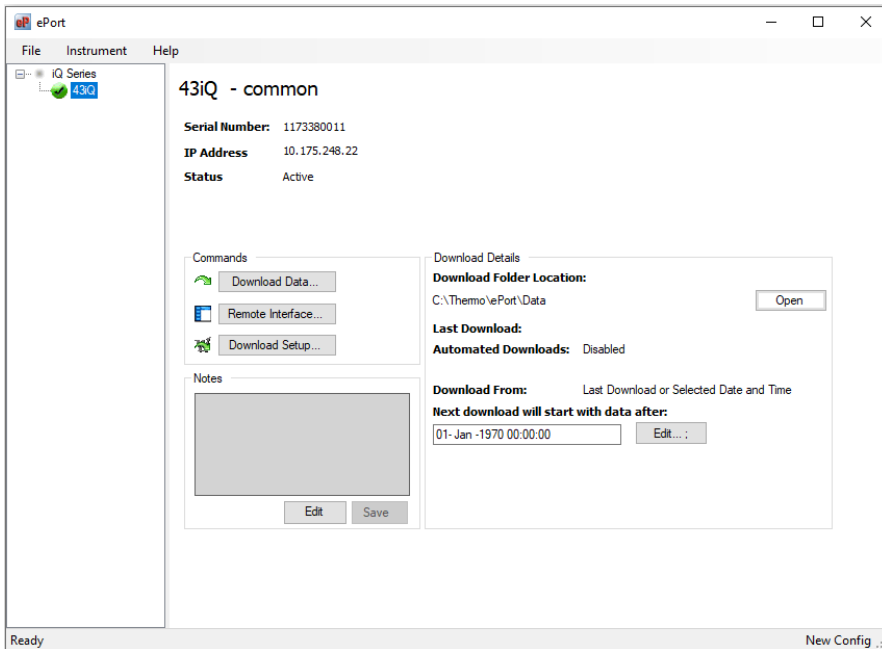 eP ePort
File Instrument Help
iQ Series
43iQ
43iQ - common
Serial Number: 1173380011
IP Address 10.175.248.22
Status Active
Commands
Download Data...
Remote Interface...
Download Setup...
Notes
Edit Save
Download Details
Download Folder Location:
C:\Thermo\ePort\Data Open
Last Download:
Automated Downloads: Disabled
Download From: Last Download or Selected Date and Time
Next download will start with data after:
01- Jan -1970 00:00:00 Edit... ;
Ready New Config